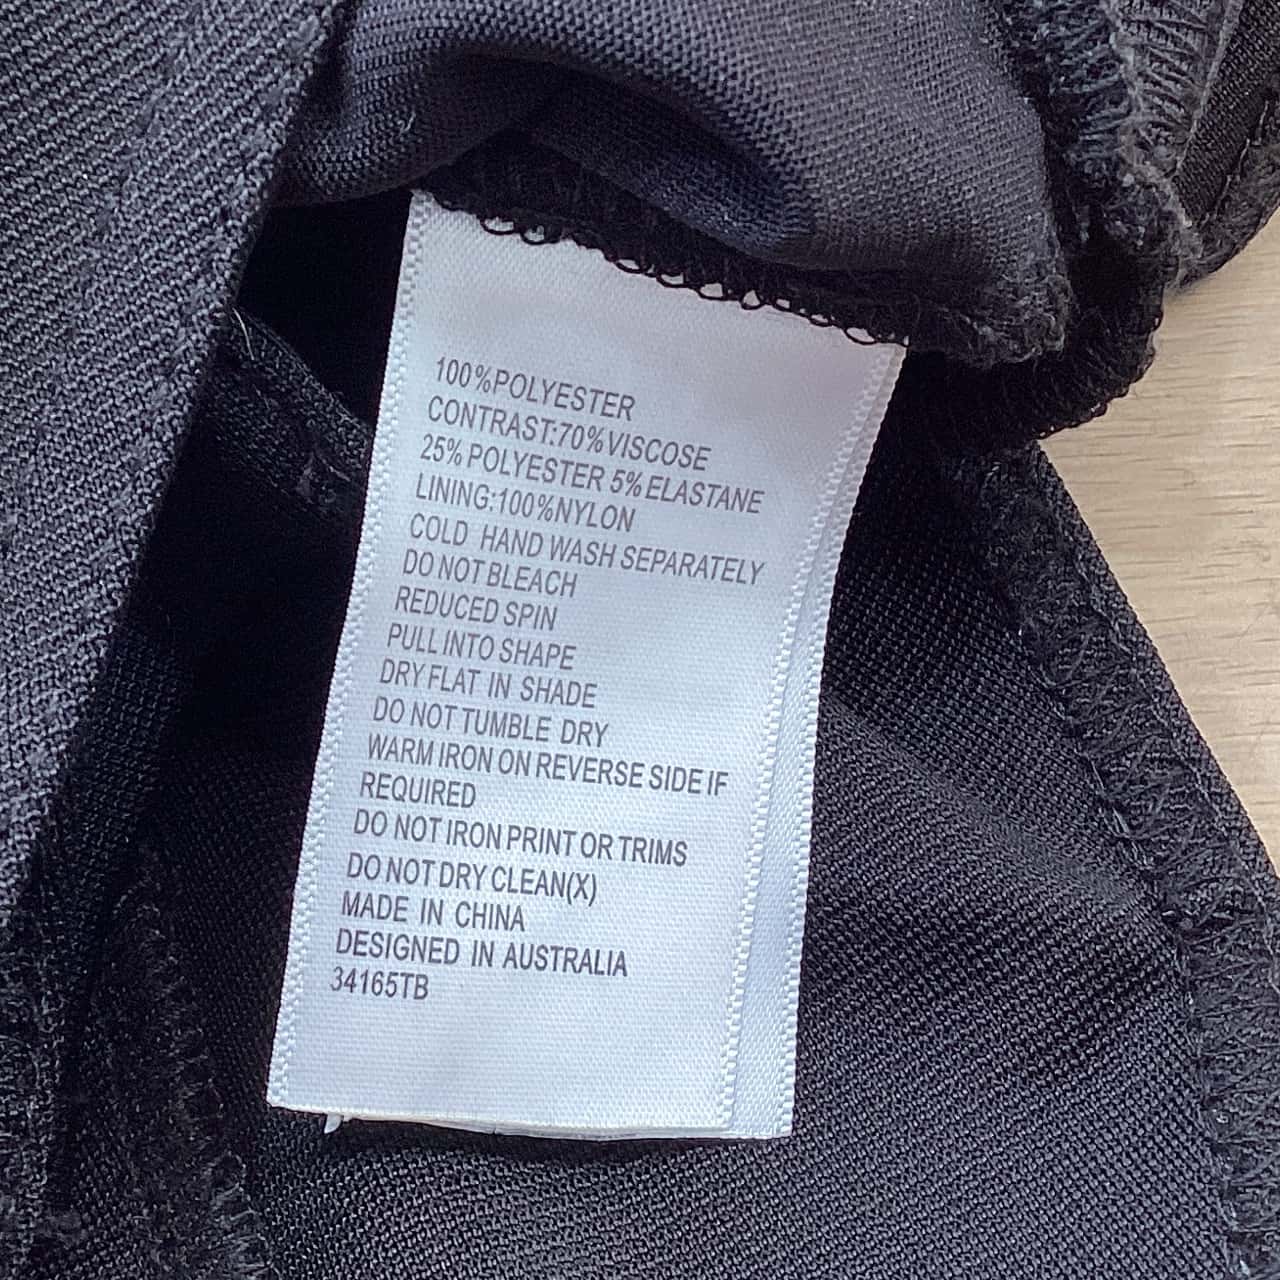 100%POLYESTER
CONTRAST:70%VISCOSE
25% POLYESTER 5% ELASTANE
LINING:100%NYLON
COLD HAND WASH SEPARATELY
DO NOT BLEACH
REDUCED SPIN
PULL INTO SHAPE
DRY FLAT IN SHADE
DO NOT TUMBLE DRY
WARM IRON ON REVERSE SIDE IF
REQUIRED
DO NOT IRON PRINT OR TRIMS
DO NOT DRY CLEAN(X)
MADE IN CHINA
DESIGNED IN AUSTRALIA
34165TB